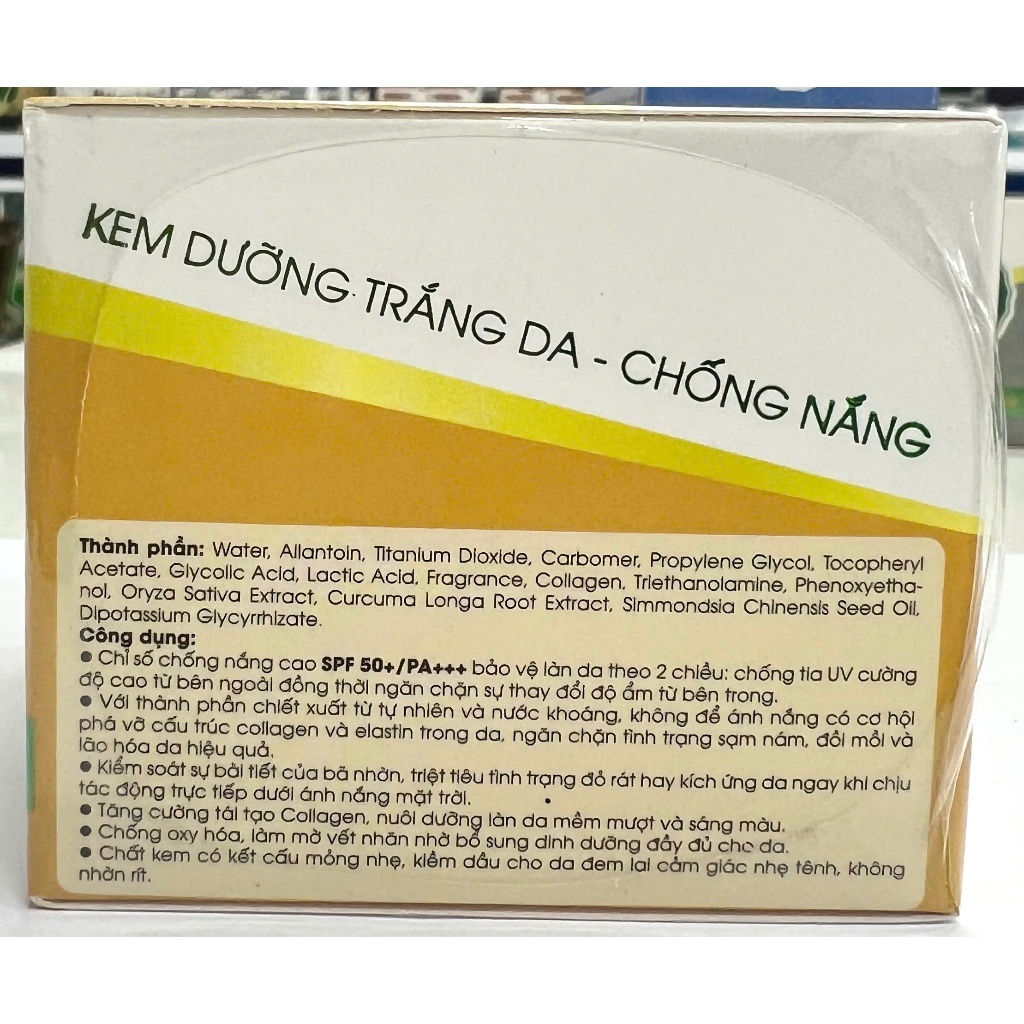 KEM DƯỠNG TRẮNG DA - CHỐNG NẮNG
Thành phần: Water, Allantoin, Titanium Dioxide, Carbomer, Propylene Glycol, Tocopheryl
Acetate, Glycolic Acid, Lactic Acid, Fragrance, Collagen, Triethanolamine, Phenoxyetha-
nol, Oryza Sativa Extract, Curcuma Longa Root Extract, Simmondsia Chinensis Seed Oil,
Dipotassium Glycyrrhizate.
Công dụng:
● Chỉ số chống nắng cao SPF 50+/PA+++ bảo vệ làn da theo 2 chiều: chống tia UV cường
độ cao từ bên ngoài đồng thời ngăn chặn sự thay đổi độ ẩm từ bên trong.
● Với thành phần chiết xuất từ tự nhiên và nước khoáng, không để ánh nắng có cơ hội
phá vỡ cấu trúc collagen và elastin trong da, ngăn chặn tình trạng sạm nám, đồi mồi và
lão hóa da hiệu quả.
● Kiểm soát sự bài tiết của bã nhờn, triệt tiêu tình trạng đỏ rát hay kích ứng da ngay khi chịu
tác động trực tiếp dưới ánh nắng mặt trời.
● Tăng cường tái tạo Collagen, nuôi dưỡng làn da mềm mượt và sáng màu.
● Chống oxy hóa, làm mờ vết nhăn nhờ bổ sung dinh dưỡng đầy đủ cho da.
● Chất kem có kết cấu mỏng nhẹ, kiềm dầu cho da đem lại cảm giác nhẹ tênh, không
nhờn rít.